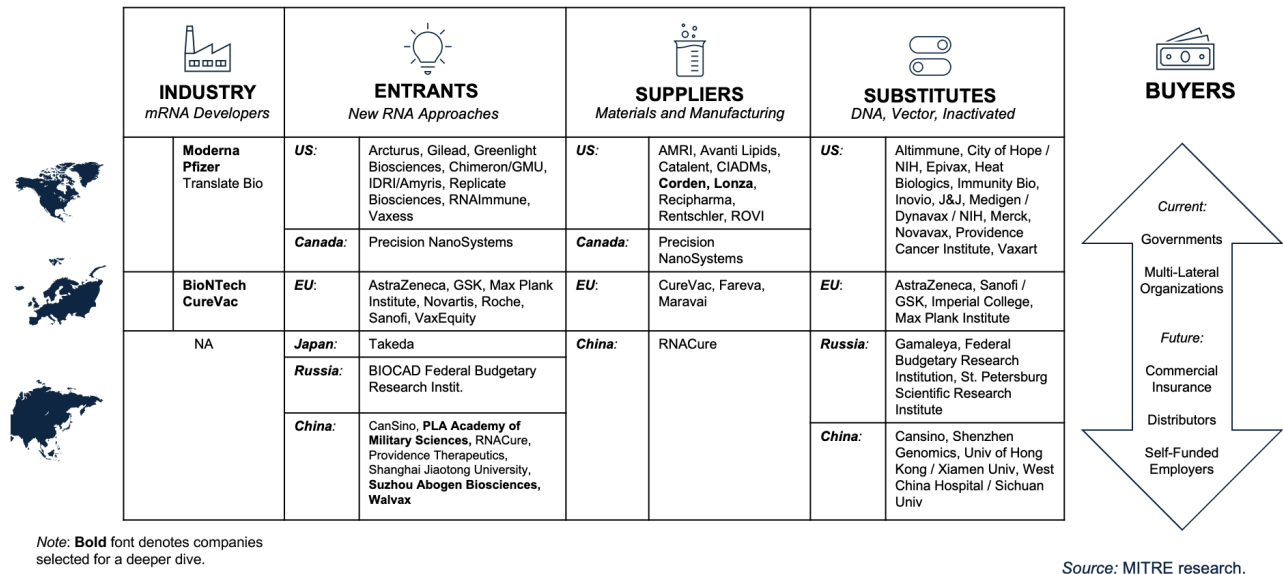 INDUSTRY
mRNA Developers
ENTRANTS
New RNA Approaches
SUPPLIERS
Materials and Manufacturing
SUBSTITUTES
DNA, Vector, Inactivated
BUYERS
Moderna
Pfizer
Translate Bio
US:
Arcturus, Gilead, Greenlight
Biosciences, Chimeron/GMU,
IDRI/Amyris, Replicate
Biosciences, RNAImmune,
Vaxess
Canada:
Precision NanoSystems
US:
AMRI, Avanti Lipids,
Catalent, CIADMs,
Corden, Lonza,
Recipharma,
Rentschler, ROVI
Canada:
Precision
NanoSystems
US:
Altimmune, City of Hope /
NIH, Epivax, Heat
Biologics, Immunity Bio,
Inovio, J&J, Medigen /
Dynavax / NIH, Merck,
Novavax, Providence
Cancer Institute, Vaxart
BioNTech
CureVac
EU:
AstraZeneca, GSK, Max Plank
Institute, Novartis, Roche,
Sanofi, VaxEquity
EU:
CureVac, Fareva,
Maravai
EU:
AstraZeneca, Sanofi /
GSK, Imperial College,
Max Plank Institute
NA
Japan:
Takeda
Russia:
BIOCAD Federal Budgetary
Research Instit.
China:
CanSino, PLA Academy of
Military Sciences, RNACure,
Providence Therapeutics,
Shanghai Jiaotong University,
Suzhou Abogen Biosciences,
Walvax
China:
RNACure
Russia:
Gamaleya, Federal
Budgetary Research
Institution, St. Petersburg
Scientific Research
Institute
China:
Cansino, Shenzhen
Genomics, Univ of Hong
Kong / Xiamen Univ, West
China Hospital / Sichuan
Univ
Current:
Governments
Multi-Lateral
Organizations
Future:
Commercial
Insurance
Distributors
Self-Funded
Employers
Note: Bold font denotes companies
selected for a deeper dive.
Source: MITRE research.